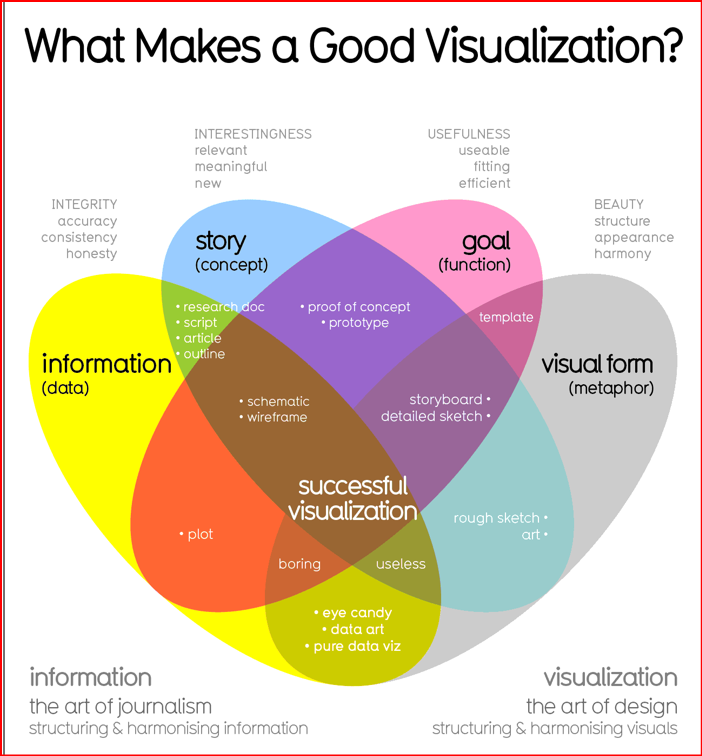 What Makes a Good Visualization?
INTERESTINGNESS
relevant
meaningful
new
USEFULNESS
useable
fitting
efficient
INTEGRITY
accuracy
consistency
honesty
BEAUTY
structure
appearance
harmony
story
(concept)
goal
(function)
• research doc
• script
• article
• outline
• proof of concept
• prototype
template
information
(data)
visual form
(metaphor)
• schematic
• wireframe
storyboard •
detailed sketch •
successful
visualization
• plot
rough sketch •
art •
boring
useless
• eye candy
• data art
• pure data viz
information
the art of journalism
structuring & harmonising information
visualization
the art of design
structuring & harmonising visuals